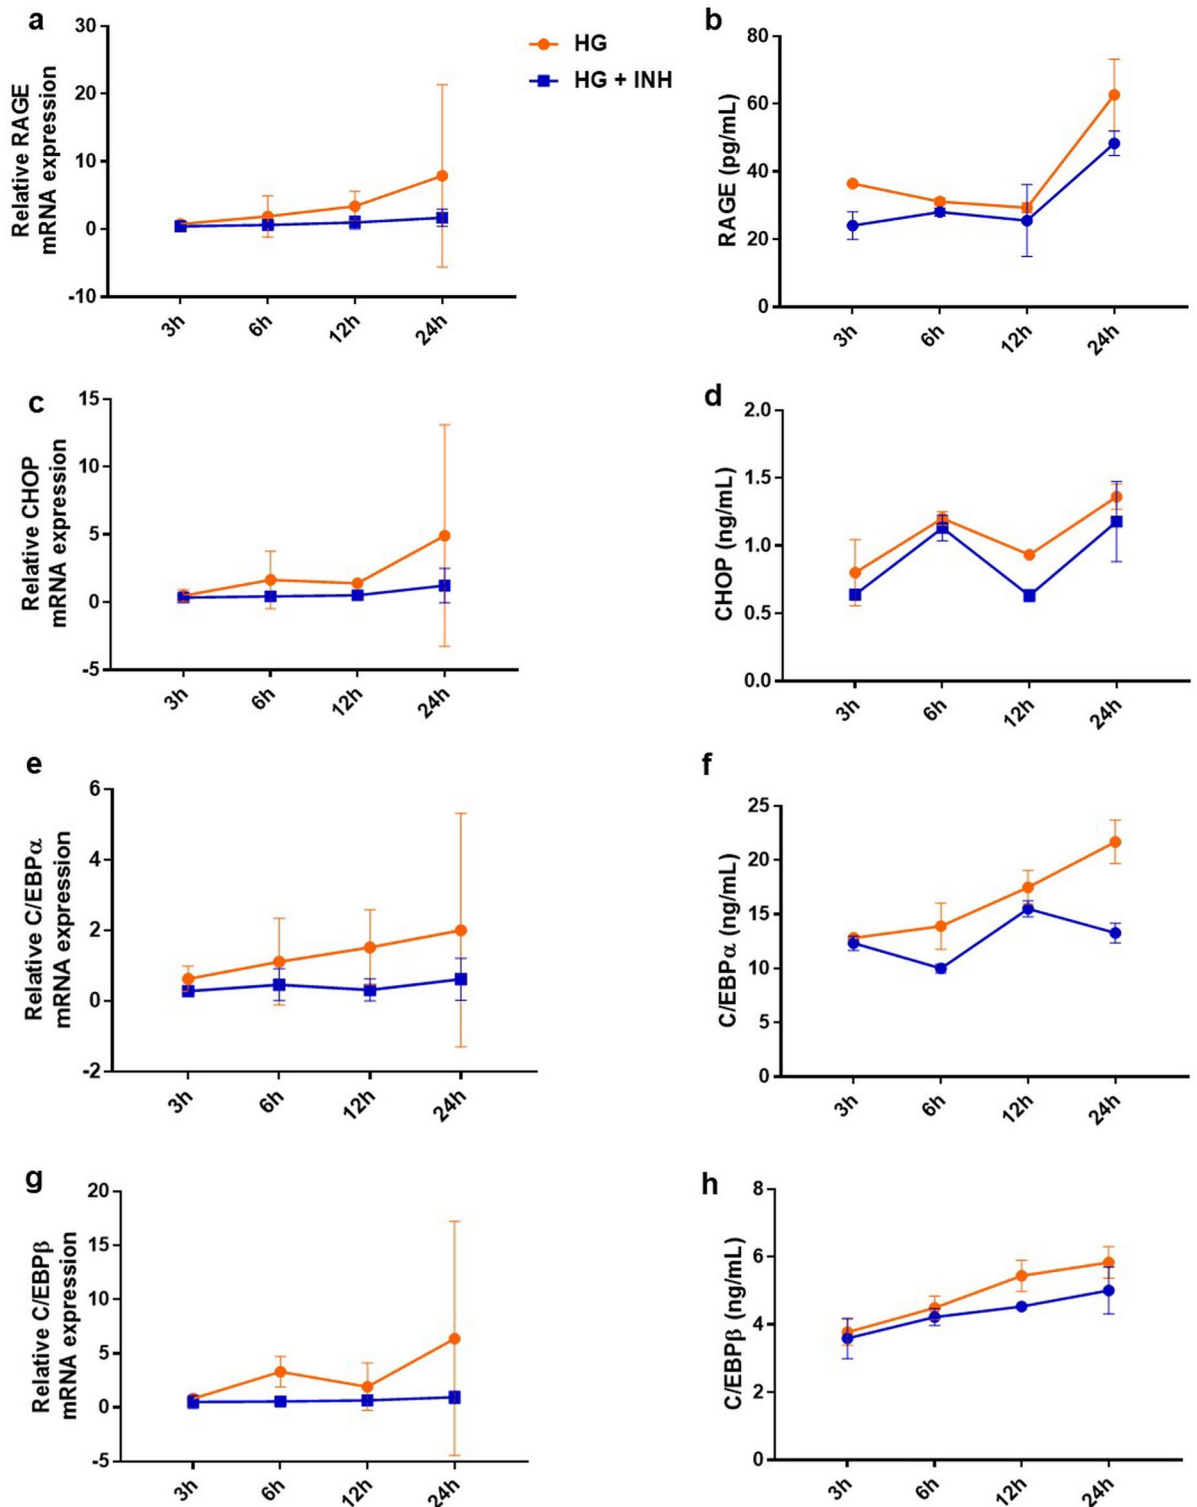 a
30
20
10
0
-10
Relative RAGE
mRNA expression
3h
6h
12h
24h
HG
HG + INH
b
80
60
40
20
0
RAGE (pg/mL)
3h
6h
12h
24h
c
15
10
5
0
-5
Relative CHOP
mRNA expression
3h
6h
12h
24h
d
2.0
1.5
1.0
0.5
0.0
CHOP (ng/mL)
3h
6h
12h
24h
e
6
4
2
0
-2
Relative C/EBPα
mRNA expression
3h
6h
12h
24h
f
25
20
15
10
5
0
C/EBPα (ng/mL)
3h
6h
12h
24h
g
20
15
10
5
0
-5
Relative C/EBPβ
mRNA expression
3h
6h
12h
24h
h
8
6
4
2
0
C/EBPβ (ng/mL)
3h
6h
12h
24h